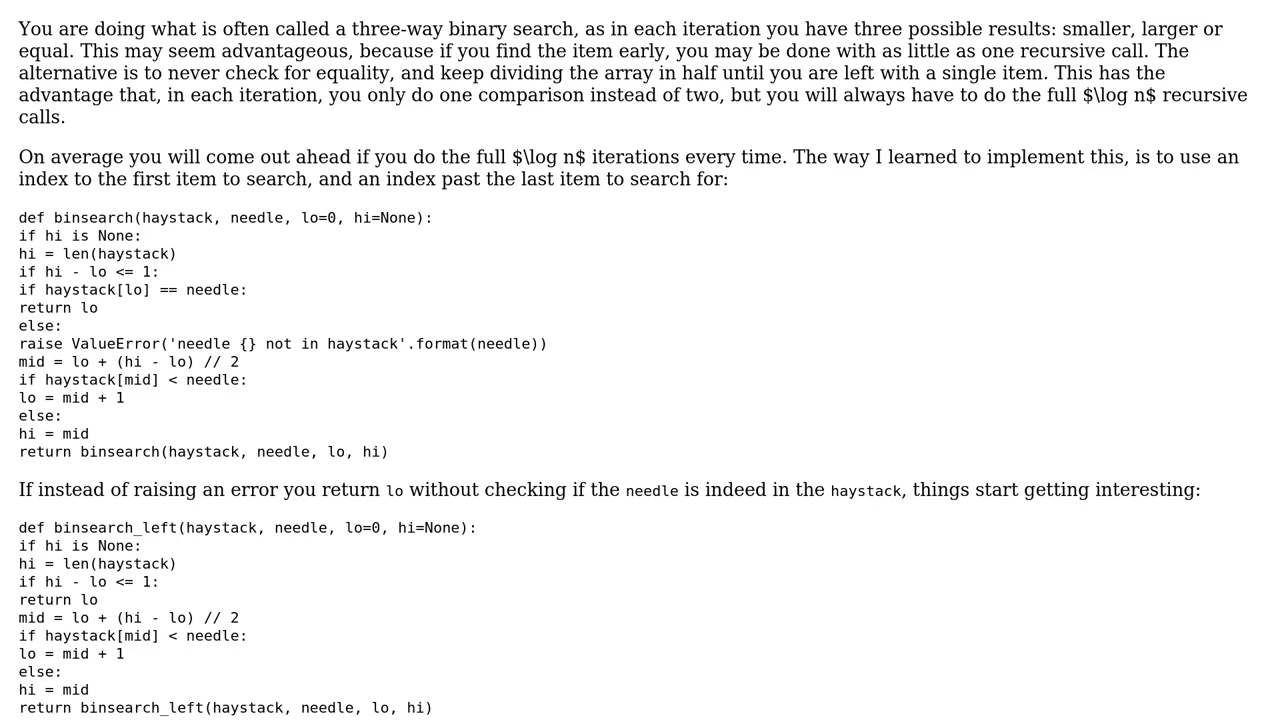 You are doing what is often called a three-way binary search, as in each iteration you have three possible results: smaller, larger or
equal. This may seem advantageous, because if you find the item early, you may be done with as little as one recursive call. The
alternative is to never check for equality, and keep dividing the array in half until you are left with a single item. This has the
advantage that, in each iteration, you only do one comparison instead of two, but you will always have to do the full $\log n$ recursive
calls.
On average you will come out ahead if you do the full $\log n$ iterations every time. The way I learned to implement this, is to use an
index to the first item to search, and an index past the last item to search for:
def binsearch(haystack, needle, lo=0, hi=None):
if hi is None:
hi = len(haystack)
if hi - lo <= 1:
if haystack[lo] == needle:
return lo
else:
raise ValueError('needle {} not in haystack'.format(needle))
mid = lo + (hi - lo) // 2
if haystack[mid] < needle:
lo = mid + 1
else:
hi = mid
return binsearch(haystack, needle, lo, hi)
If instead of raising an error you return lo without checking if the needle is indeed in the haystack, things start getting interesting:
def binsearch_left(haystack, needle, lo=0, hi=None):
if hi is None:
hi = len(haystack)
if hi - lo <= 1:
return lo
mid = lo + (hi - lo) // 2
if haystack[mid] < needle:
lo = mid + 1
else:
hi = mid
return binsearch_left(haystack, needle, lo, hi)